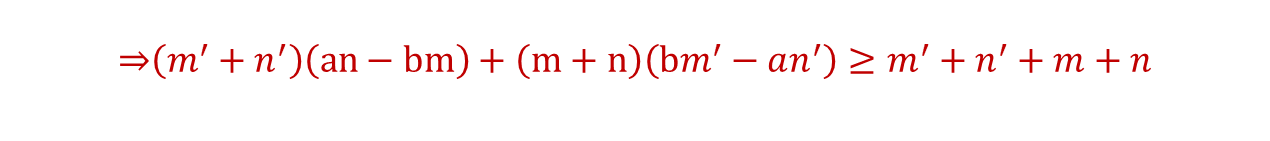 ⇒(m′ + n′)(an − bm) + (m + n)(bm′ − an′) ≥ m′ + n′ + m + n